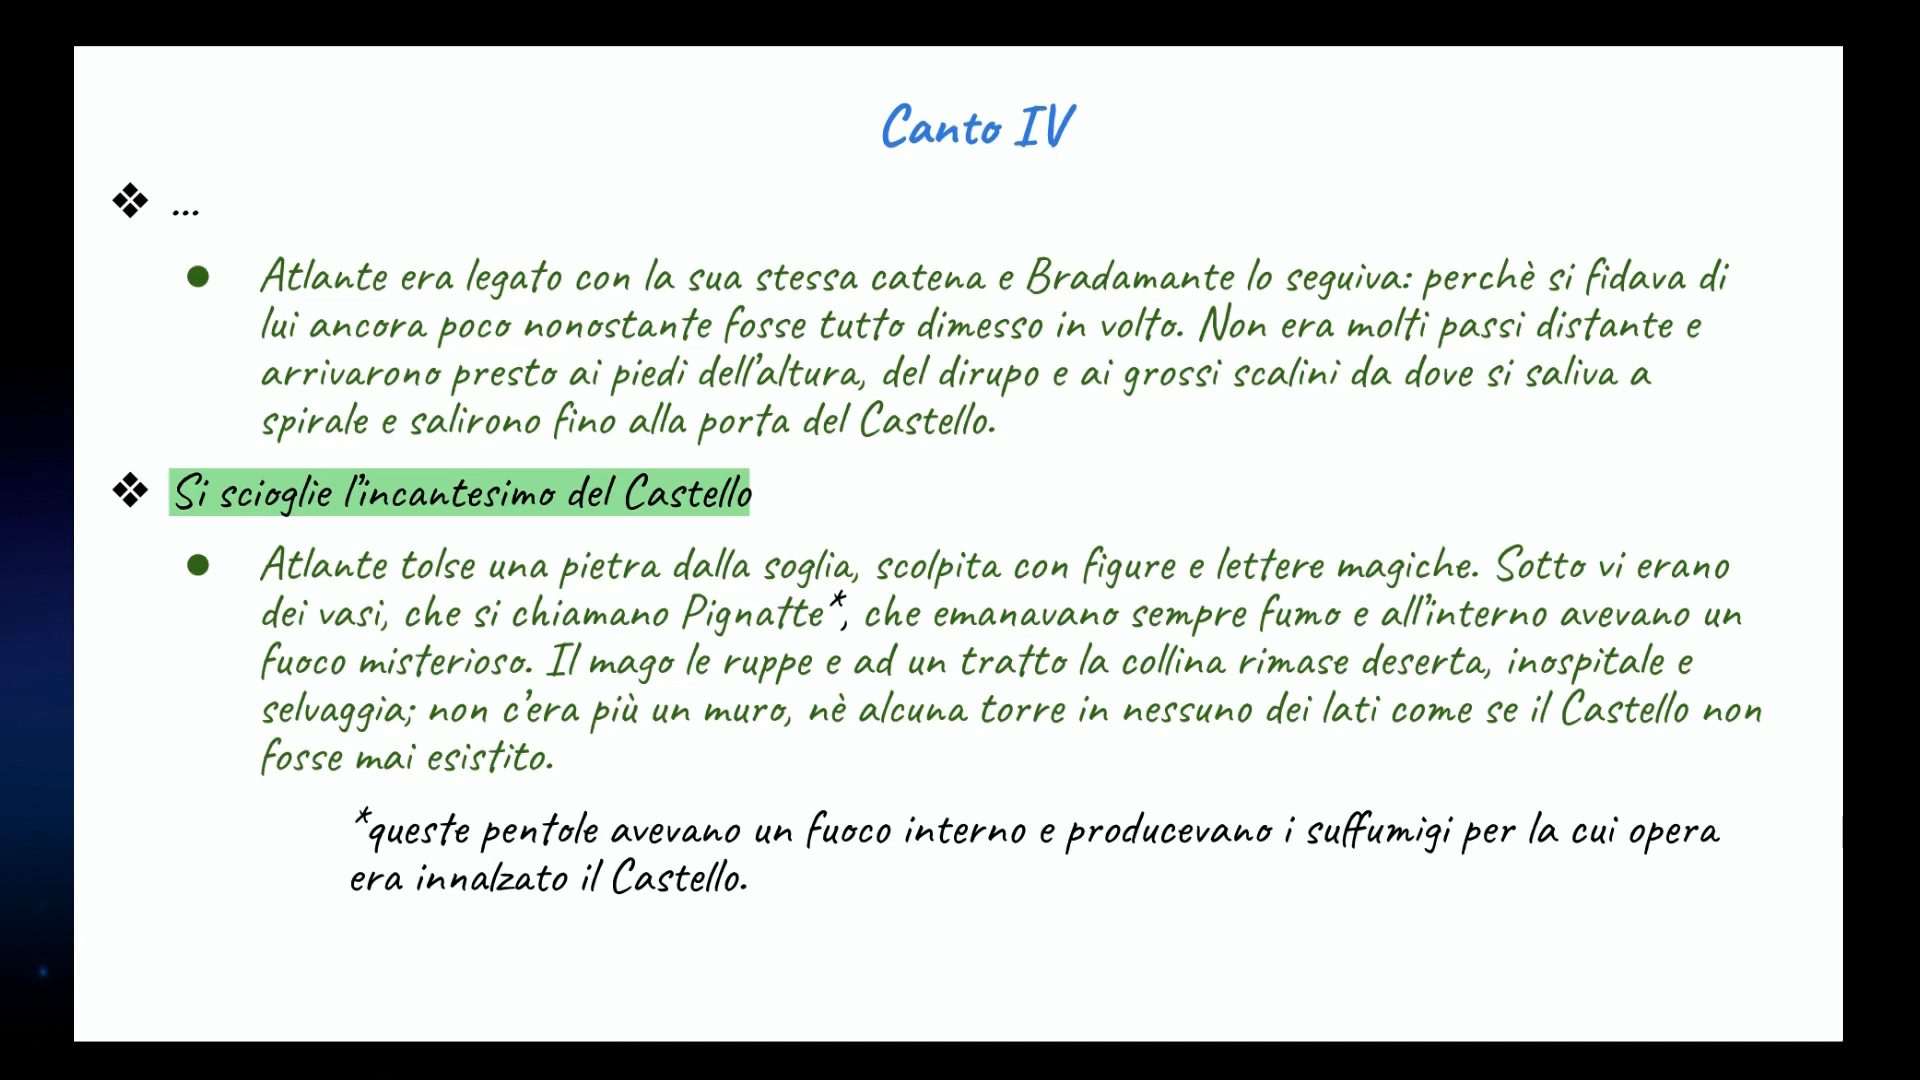 Canto IV
❖ ...
● Atlante era legato con la sua stessa catena e Bradamante lo seguiva: perchè si fidava di
lui ancora poco nonostante fosse tutto dimesso in volto. Non era molti passi distante e
arrivarono presto ai piedi dell'altura, del dirupo e ai grossi scalini da dove si saliva a
spirale e salirono fino alla porta del Castello.
❖ Si scioglie l'incantesimo del Castello
● Atlante tolse una pietra dalla soglia, scolpita con figure e lettere magiche. Sotto vi erano
dei vasi, che si chiamano Pignatte*, che emanavano sempre fumo e all'interno avevano un
fuoco misterioso. Il mago le ruppe e ad un tratto la collina rimase deserta, inospitale e
selvaggia; non c'era più un muro, nè alcuna torre in nessuno dei lati come se il Castello non
fosse mai esistito.
*queste pentole avevano un fuoco interno e producevano i suffumigi per la cui opera
era innalzato il Castello.